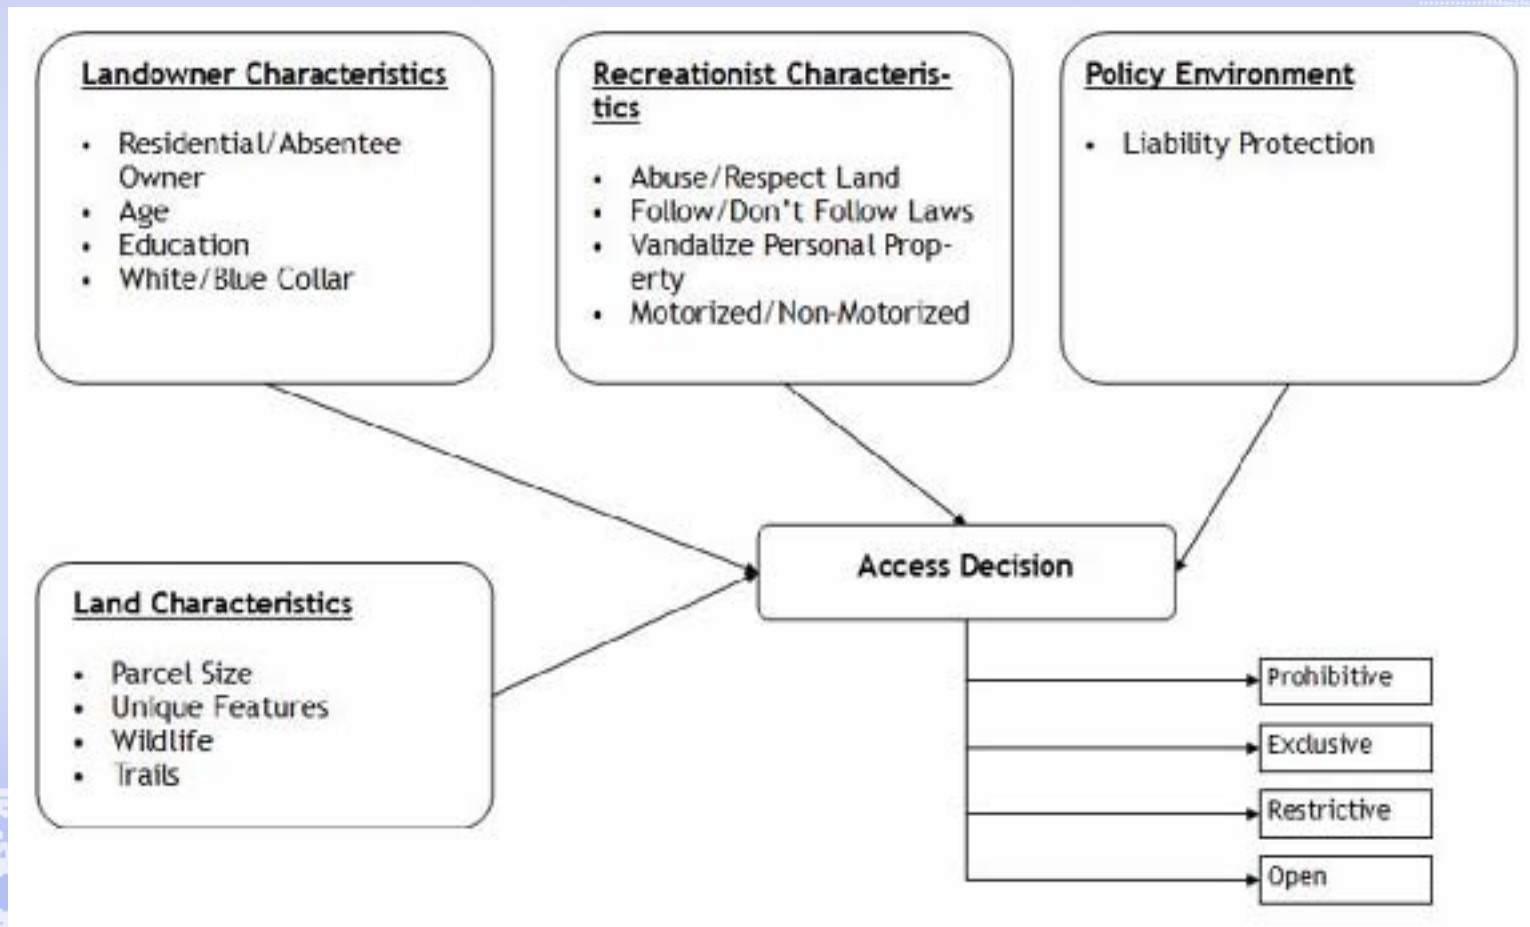 Landowner Characteristics
• Residential/Absentee
Owner
• Age
• Education
• White/Blue Collar
Recreationist Characteris-
tics
• Abuse/Respect Land
• Follow/Don't Follow Laws
• Vandalize Personal Prop-
erty
• Motorized/Non-Motorized
Policy Environment
• Liability Protection
Land Characteristics
• Parcel Size
• Unique Features
• Wildlife
• Trails
Access Decision
Prohibitive
Exclusive
Restrictive
Open